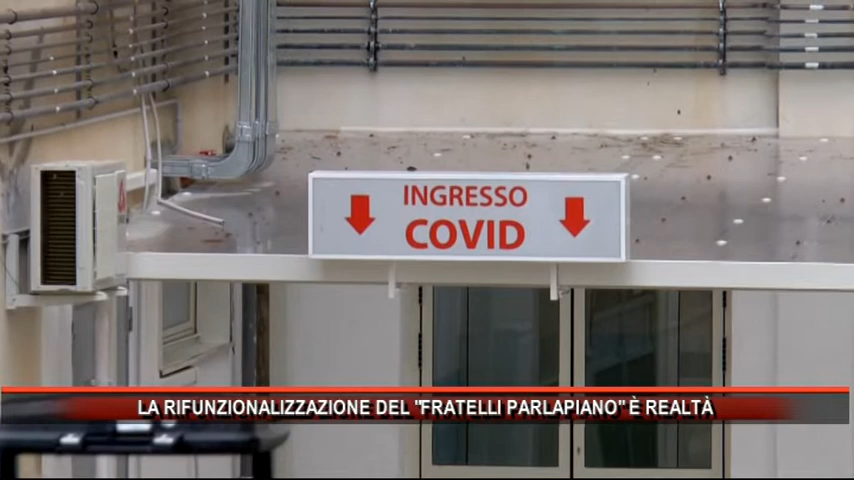 INGRESSO
COVID
LA RIFUNZIONALIZZAZIONE DEL "FRATELLI PARLAPIANO" È REALTÀ